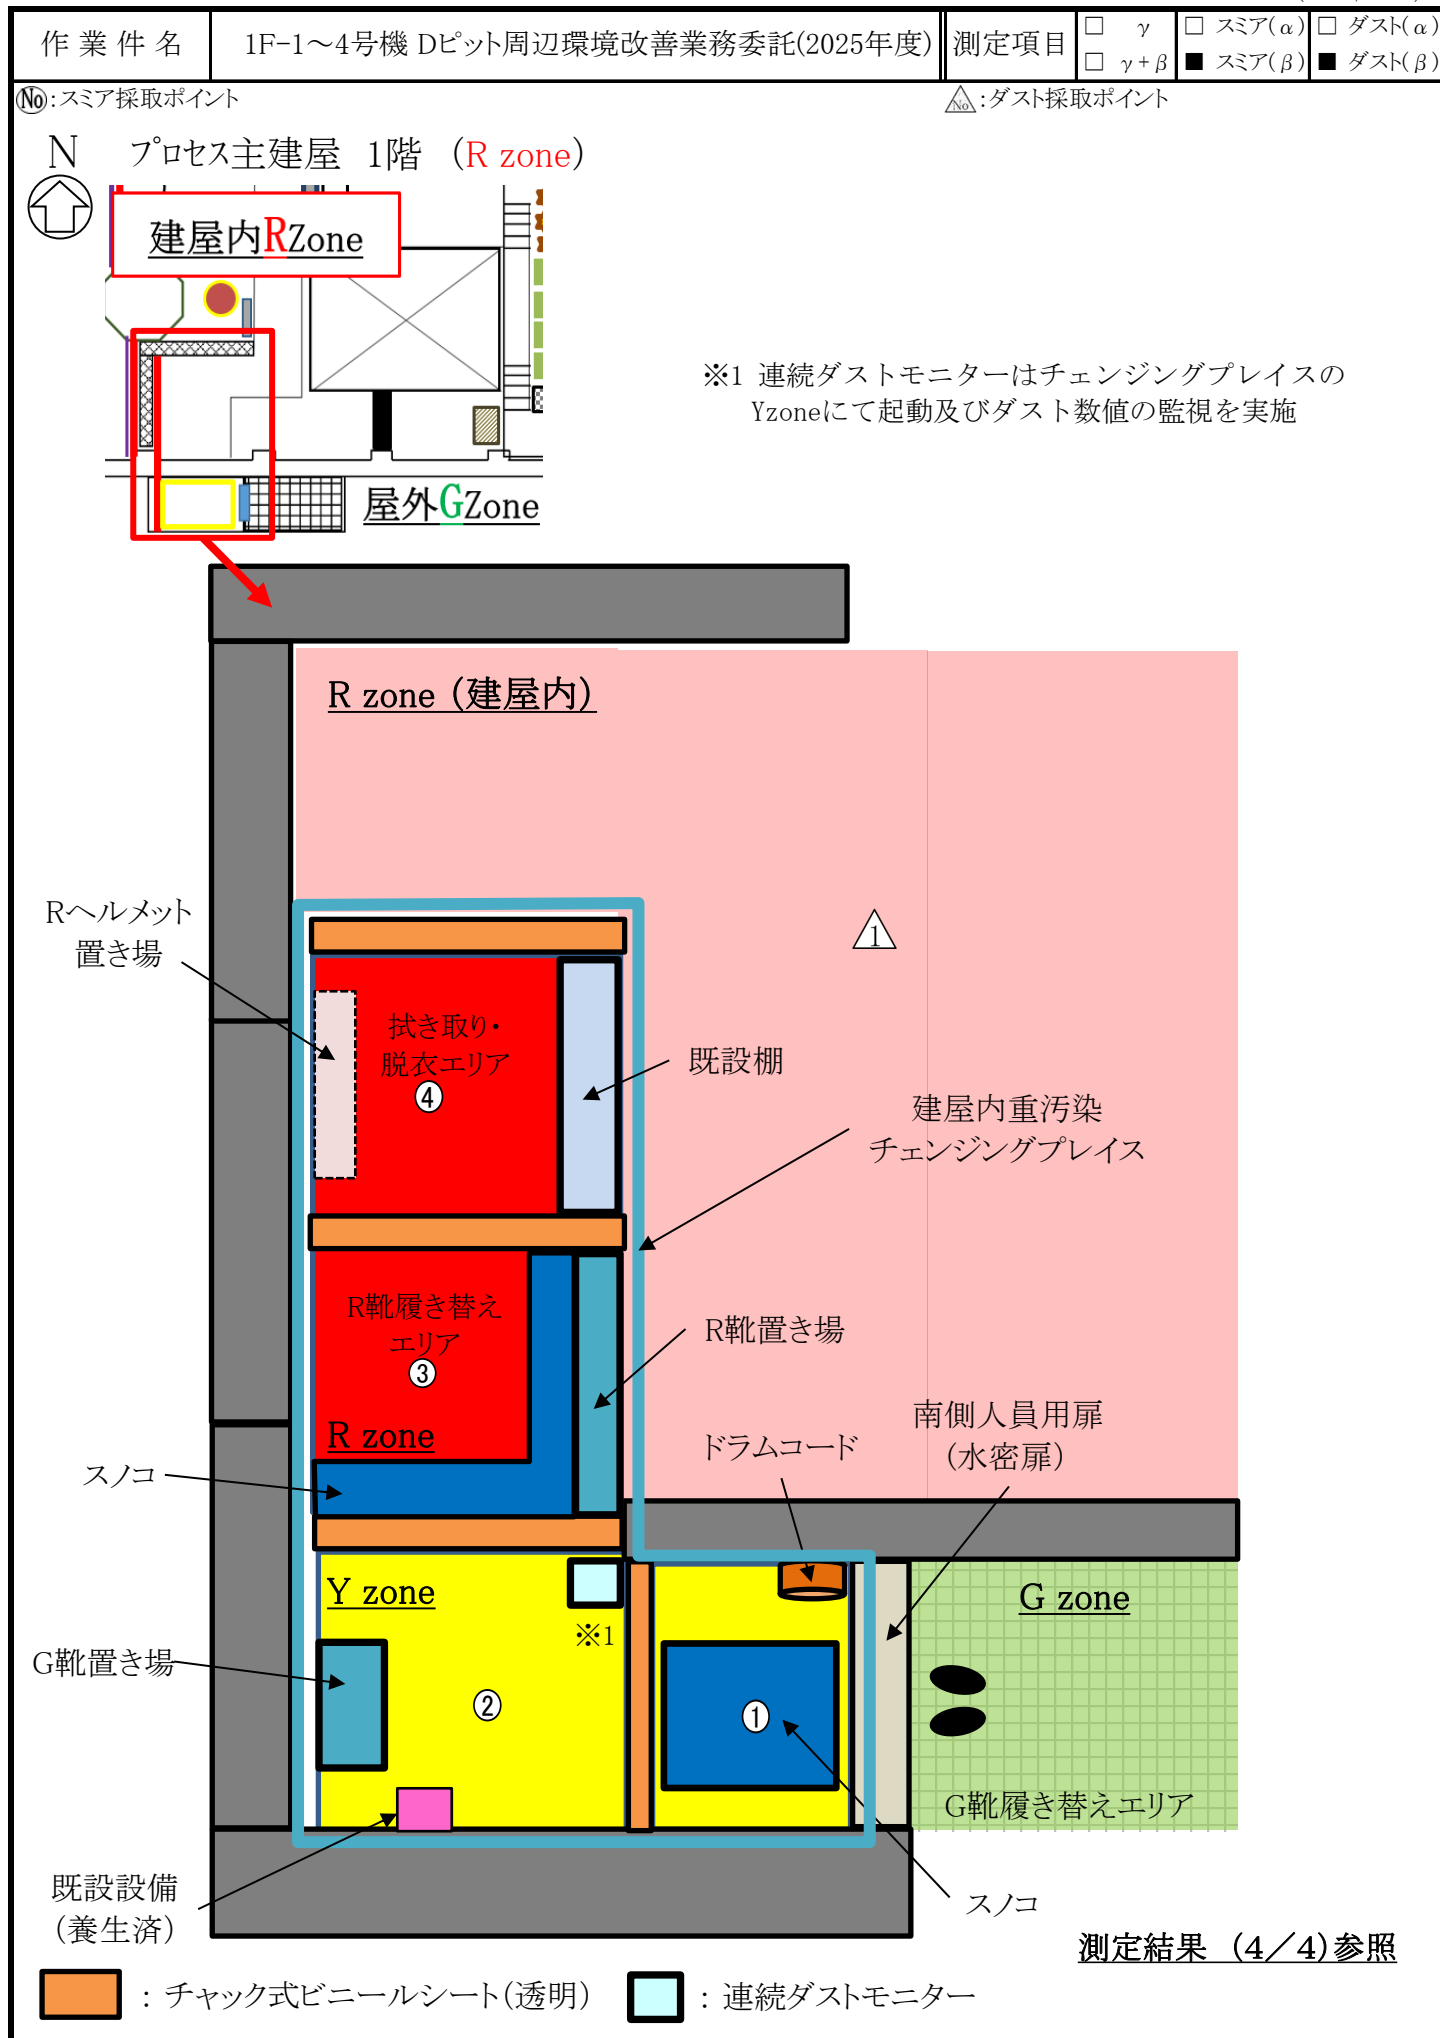 作業件名
1F-1～4号機 Dピット周辺環境改善業務委託(2025年度)
測定項目
□ γ
□ スミア(α)
□ ダスト(α)
□ γ+β
■ スミア(β)
■ ダスト(β)
No:スミア採取ポイント
No:ダスト採取ポイント
N
プロセス主建屋 1階 (R zone)
建屋内RZone
※1 連続ダストモニターはチェンジングプレイスの
Yzoneにて起動及びダスト数値の監視を実施
屋外GZone
R zone (建屋内)
Rヘルメット
置き場
1
拭き取り・
脱衣エリア
④
既設棚
建屋内重汚染
チェンジングプレイス
R靴履き替え
エリア
③
R靴置き場
R zone
南側人員用扉
(水密扉)
ドラムコード
スノコ
Y zone
G zone
※1
G靴置き場
②
①
G靴履き替えエリア
既設設備
(養生済)
スノコ
測定結果 (4／4)参照
: チャック式ビニールシート(透明)
: 連続ダストモニター